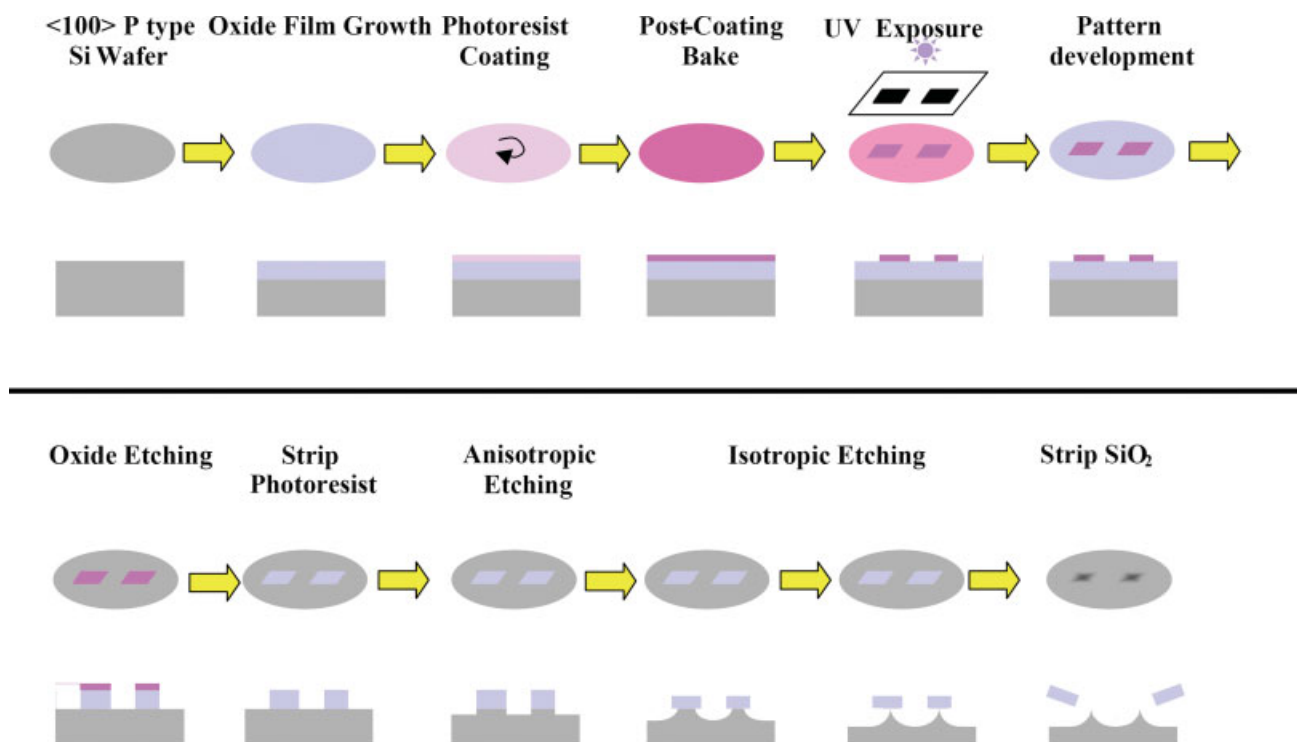 <100> P type
Si Wafer
Oxide Film Growth
Photoresist
Coating
Post-Coating
Bake
UV Exposure
Pattern
development
Oxide Etching
Strip
Photoresist
Anisotropic
Etching
Isotropic Etching
Strip SiO₂